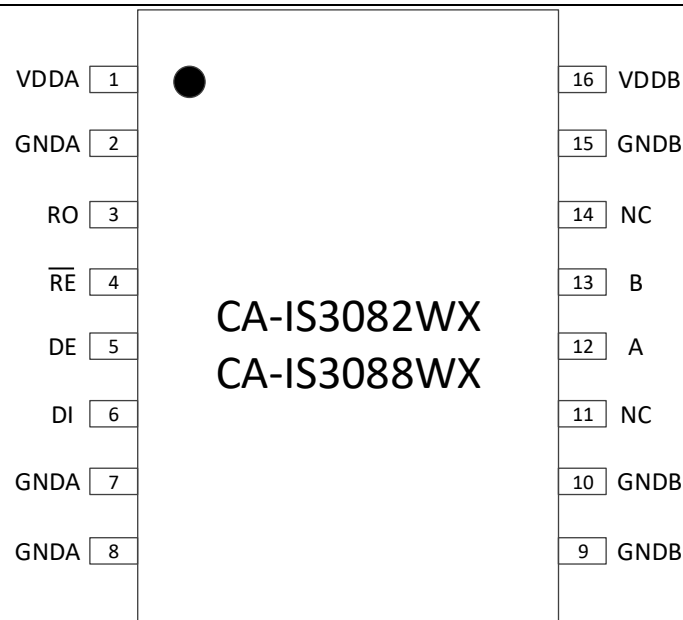 VDDA 1 16 VDDB
GNDA 2 15 GNDB
RO 3 14 NC
R̅E̅ 4 13 B
CA-IS3082WX
DE 5 12 A
CA-IS3088WX
DI 6 11 NC
GNDA 7 10 GNDB
GNDA 8 9 GNDB